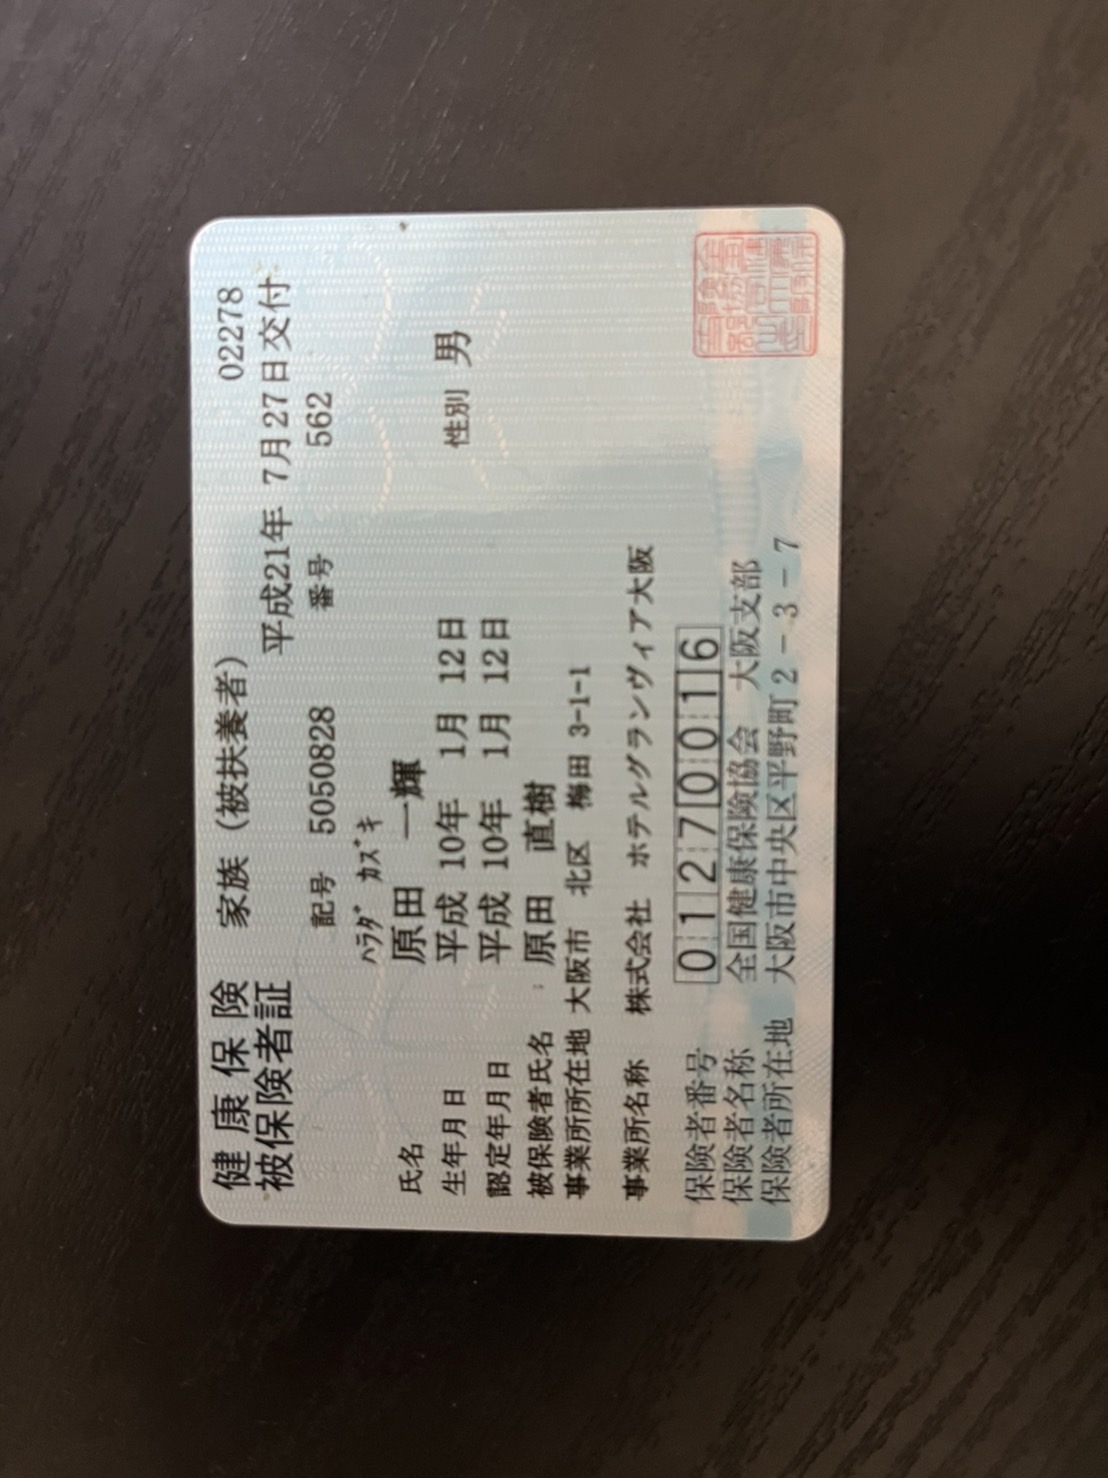 健康保険 家族（被扶養者） 02278
被保険者証 平成21年 7月27日交付
記号 5050828 番号 562
ﾊﾗﾀﾞ ｶｽﾞｷ
氏名 原田 一輝
生年月日 平成 10年 1月 12日 性別 男
認定年月日 平成 10年 1月 12日
被保険者氏名 原田 直樹
事業所所在地 大阪市 北区 梅田 3-1-1
事業所名称 株式会社 ホテルグランヴィア大阪
保険者番号 01270016
保険者名称 全国健康保険協会 大阪支部
保険者所在地 大阪市中央区平野町2-3-7